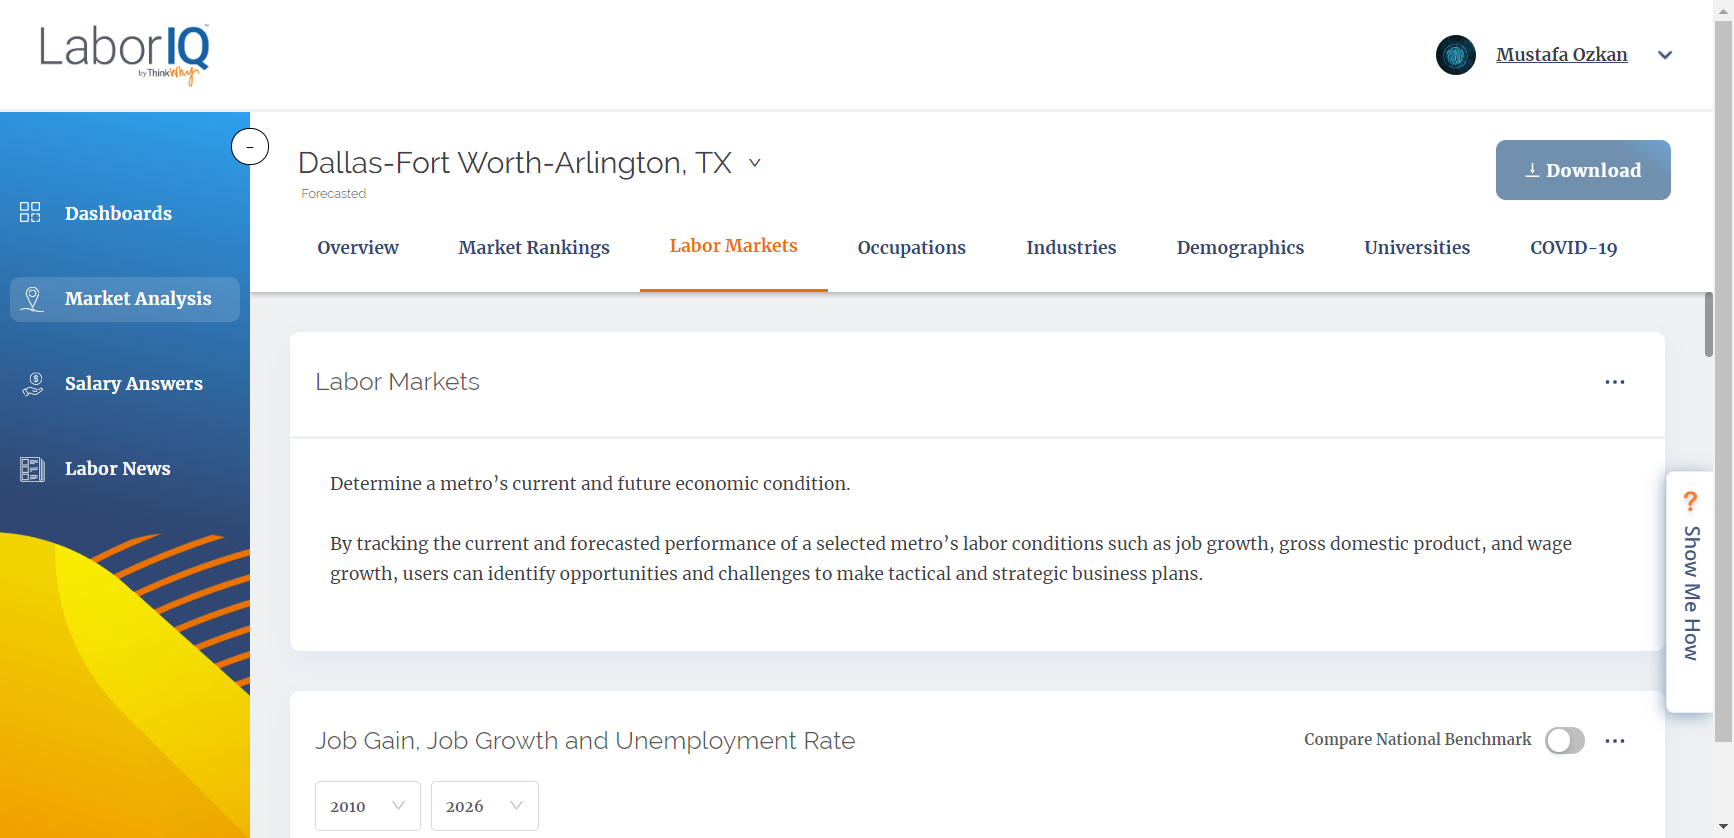 LaborIQ
by ThinkWhy
Mustafa Ozkan
Dallas-Fort Worth-Arlington, TX
Forecasted
Download
Overview
Market Rankings
Labor Markets
Occupations
Industries
Demographics
Universities
COVID-19
Dashboards
Market Analysis
Salary Answers
Labor News
Labor Markets
Determine a metro’s current and future economic condition.
By tracking the current and forecasted performance of a selected metro’s labor conditions such as job growth, gross domestic product, and wage
growth, users can identify opportunities and challenges to make tactical and strategic business plans.
? Show Me How
Job Gain, Job Growth and Unemployment Rate
Compare National Benchmark
2010
2026